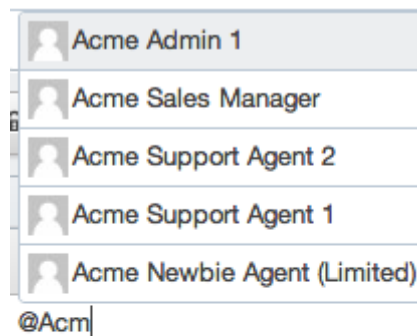 Acme Admin 1
Acme Sales Manager
Acme Support Agent 2
Acme Support Agent 1
Acme Newbie Agent (Limited)
@Acm